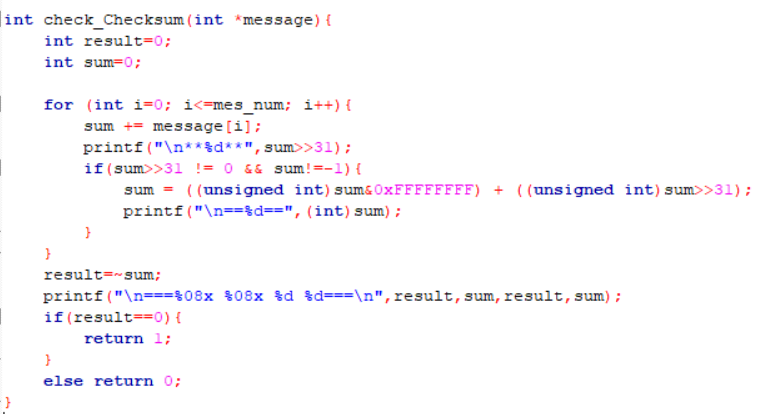 int check_Checksum(int *message){
    int result=0;
    int sum=0;

    for (int i=0; i<=mes_num; i++){
        sum += message[i];
        printf("\n**%d**",sum>>31);
        if(sum>>31 != 0 && sum!=-1){
            sum = ((unsigned int)sum&0xFFFFFFFF) + ((unsigned int)sum>>31);
            printf("\n==%d==",(int)sum);
        }
    }
    result=~sum;
    printf("\n===%08x %08x %d %d===\n",result,sum,result,sum);
    if(result==0){
        return 1;
    }
    else return 0;
}